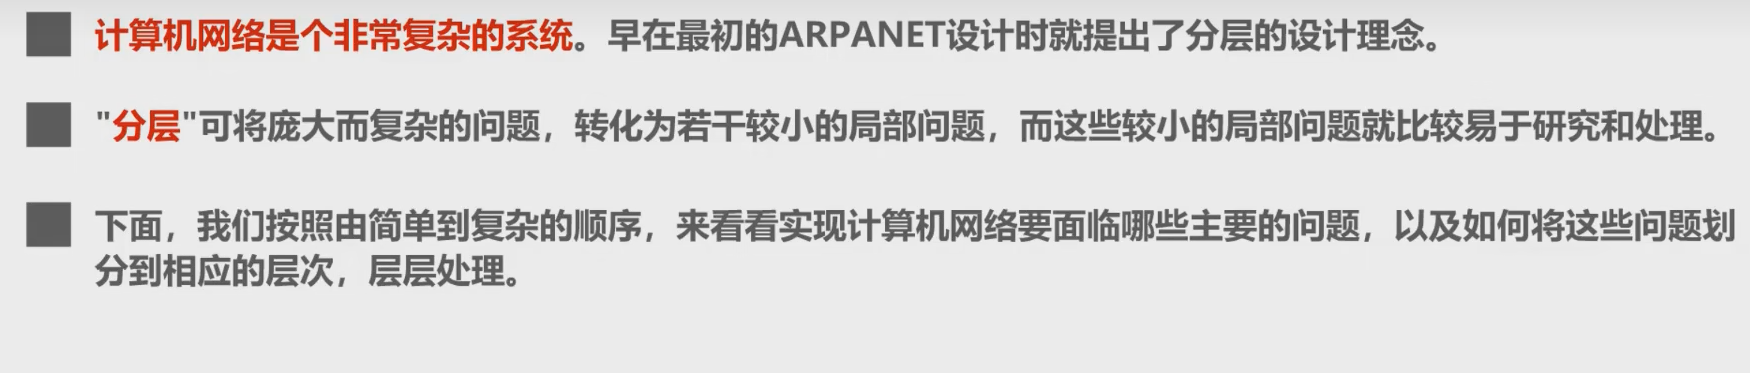 计算机网络是个非常复杂的系统。早在最初的ARPANET设计时就提出了分层的设计理念。
"分层"可将庞大而复杂的问题，转化为若干较小的局部问题，而这些较小的局部问题就比较易于研究和处理。
下面，我们按照由简单到复杂的顺序，来看看实现计算机网络要面临哪些主要的问题，以及如何将这些问题划
分到相应的层次，层层处理。